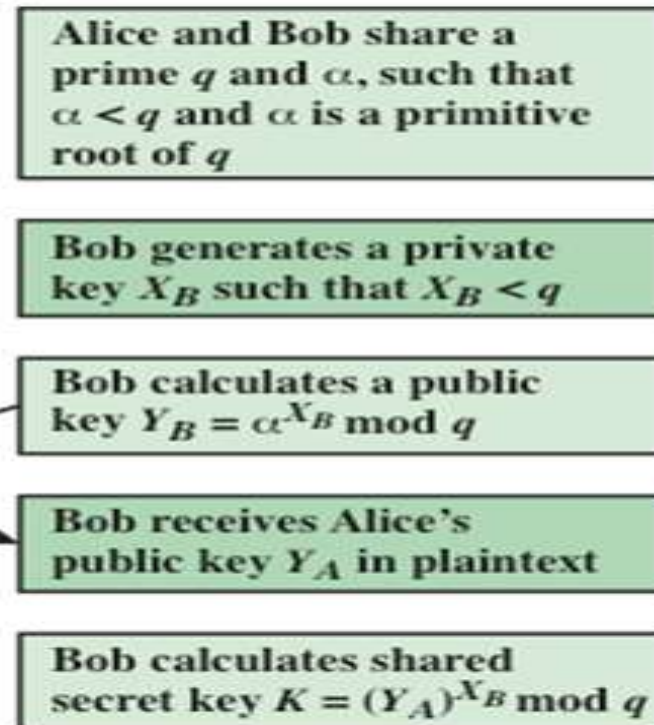 Alice and Bob share a
prime q and α, such that
α < q and α is a primitive
root of q
Bob generates a private
key X_B such that X_B < q
Bob calculates a public
key Y_B = α^{X_B} mod q
Bob receives Alice's
public key Y_A in plaintext
Bob calculates shared
secret key K = (Y_A)^{X_B} mod q